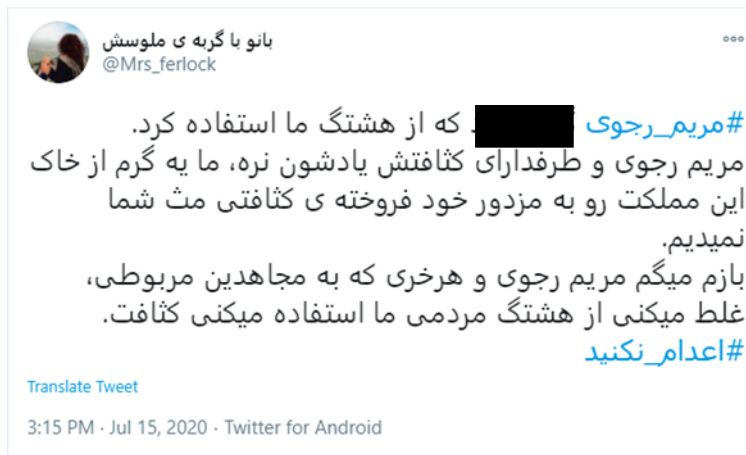 بانو با گربه ی ملوسش
@Mrs_ferlock
#مریم_رجوی که از هشتگ ما استفاده کرد.
مریم رجوی و طرفدارای کثافتش یادشون نره، ما یه گرم از خاک
این مملکت رو به مزدور خود فروخته ی کثافتی مث شما
نمیدیم.
بازم میگم مریم رجوی و هرخری که به مجاهدین مربوطی،
غلط میکنی از هشتگ مردمی ما استفاده میکنی کثافت.
#اعدام_نکنید
Translate Tweet
3:15 PM · Jul 15, 2020 · Twitter for Android